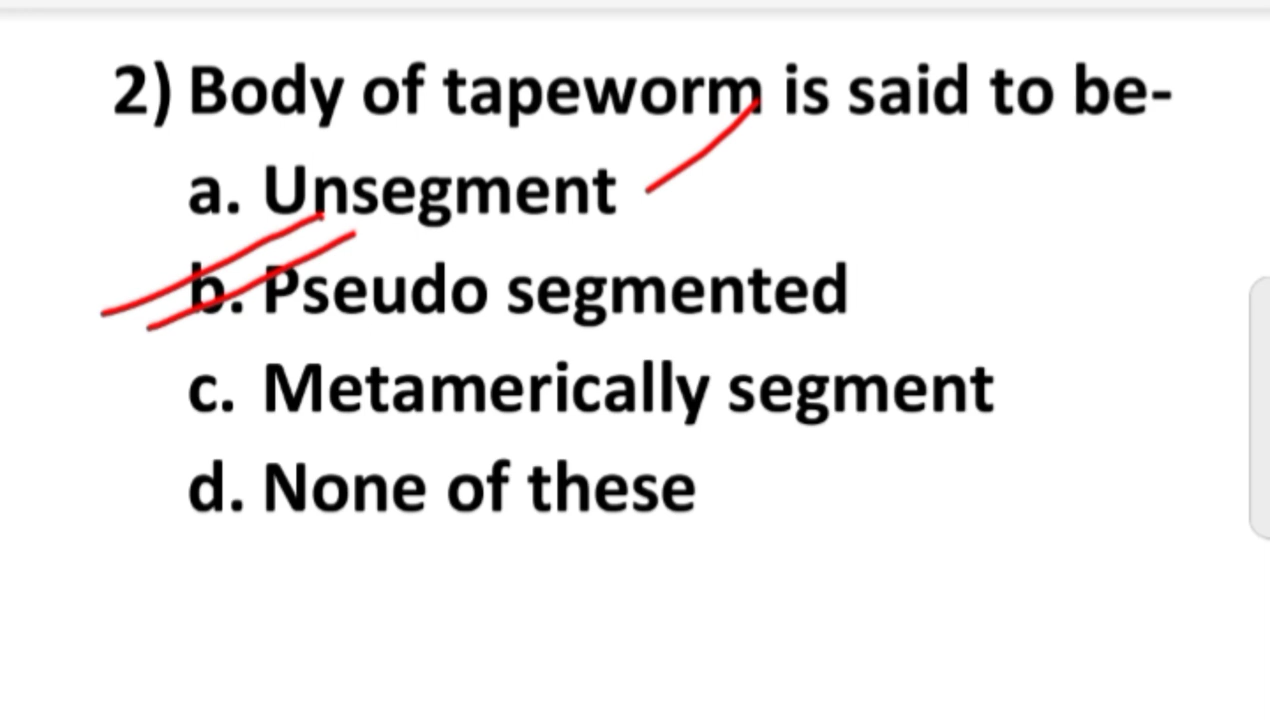 2) Body of tapeworm is said to be-
a. Unsegment
b. Pseudo segmented
c. Metamerically segment
d. None of these